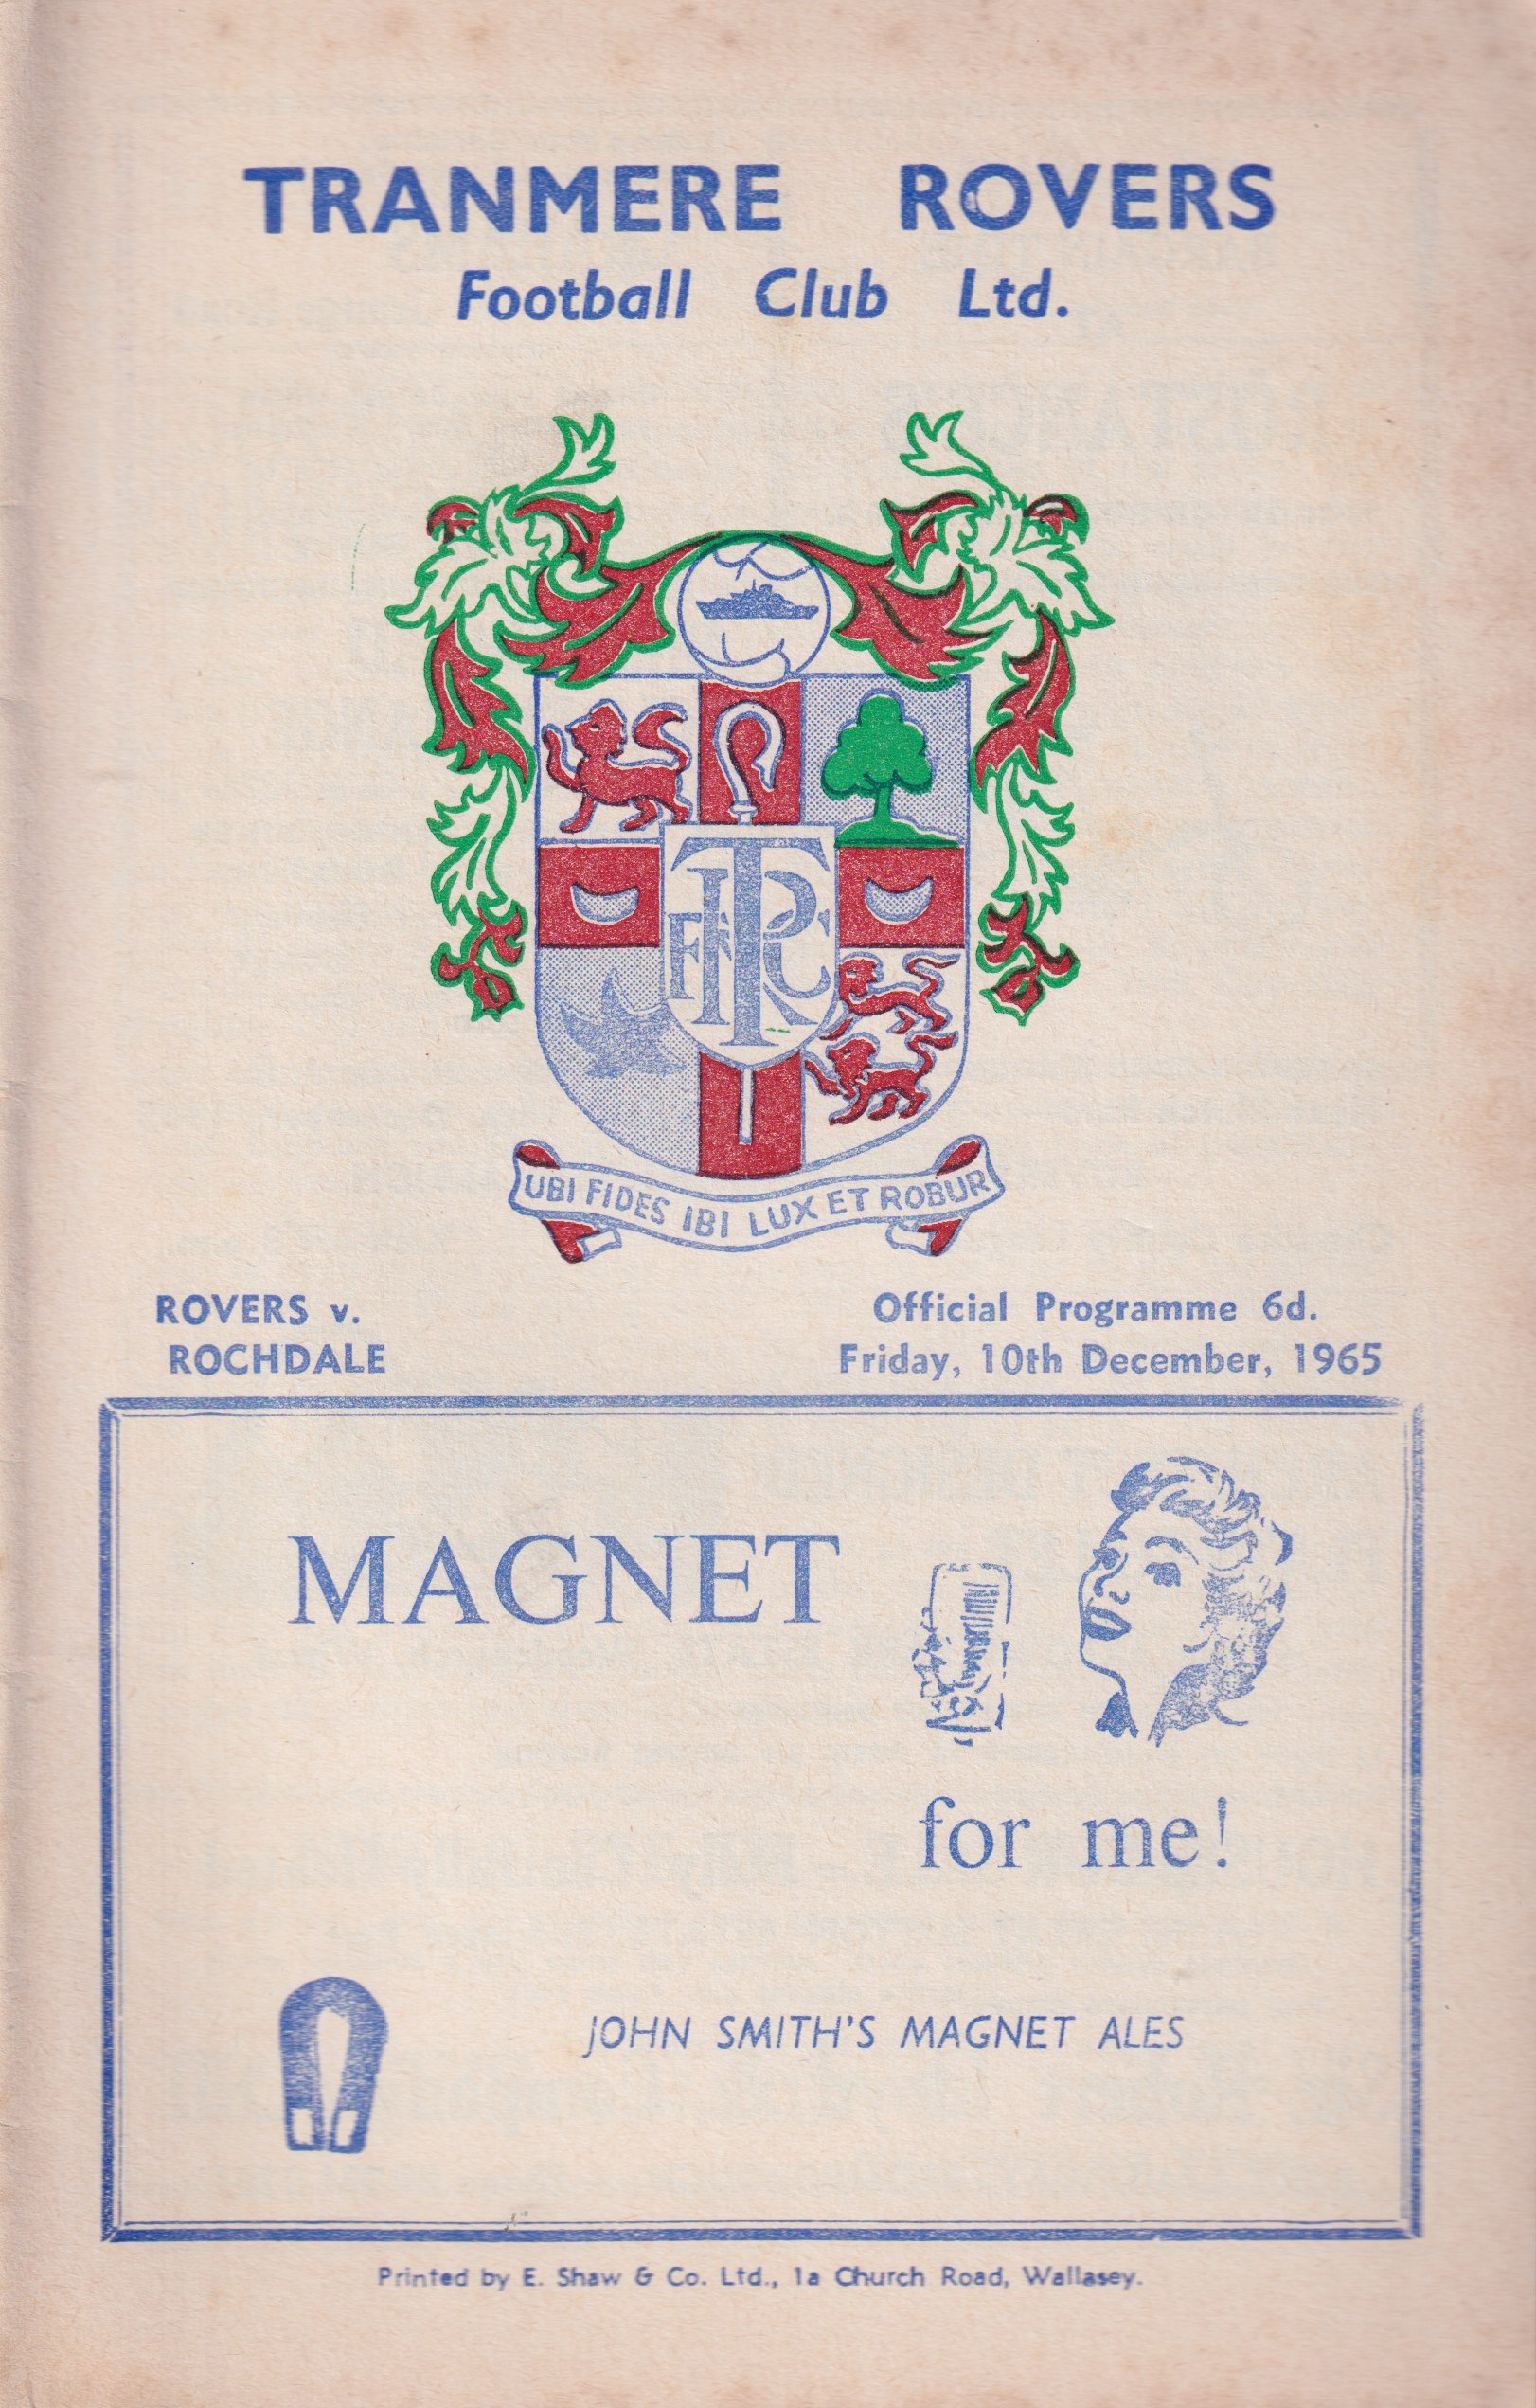 TRANMERE ROVERS
Football Club Ltd.
TRFC
UBI FIDES IBI LUX ET ROBUR
ROVERS v.
ROCHDALE
Official Programme 6d.
Friday, 10th December, 1965
MAGNET
for me!
JOHN SMITH'S MAGNET ALES
Printed by E. Shaw & Co. Ltd., 1a Church Road, Wallasey.